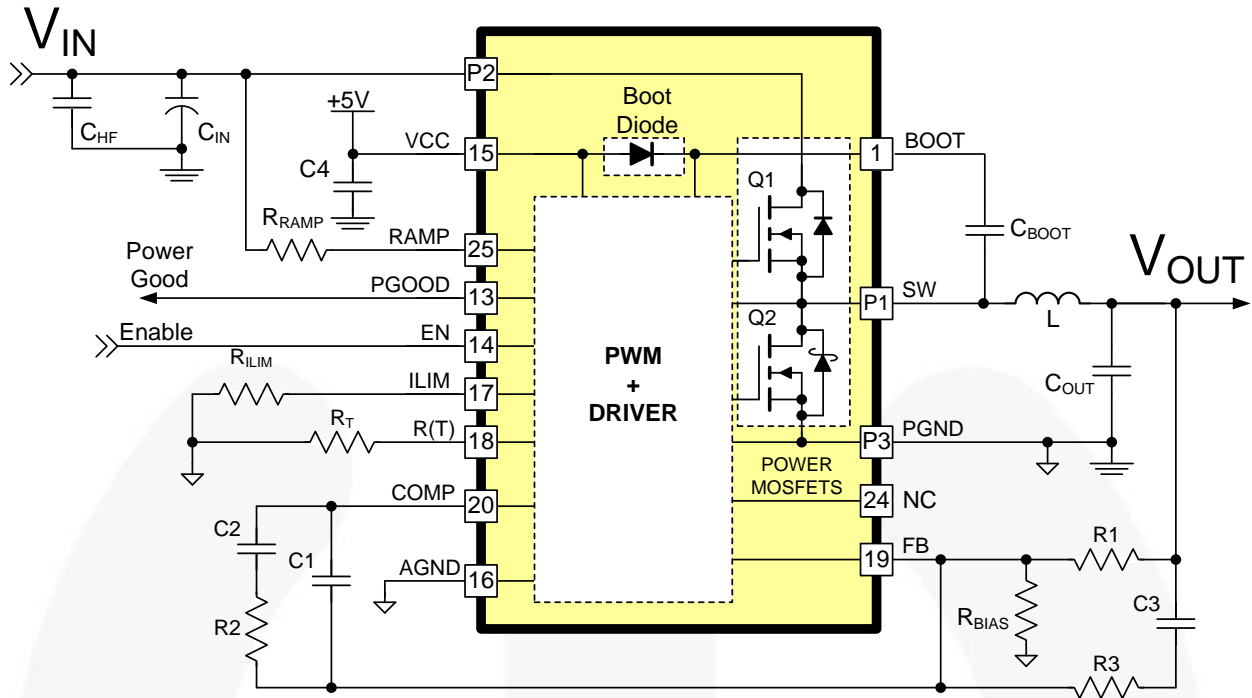 VIN
P2
+5V
Boot
Diode
CHF
CIN
VCC
15
1
BOOT
C4
Q1
RRAMP
RAMP
25
CBOOT
Power
Good
PGOOD
13
VOUT
P1
SW
L
Enable
EN
14
Q2
RILIM
ILIM
17
PWM
+
DRIVER
COUT
RT
R(T)
18
P3
PGND
POWER
MOSFETS
COMP
20
24
NC
C2
C1
19
FB
R1
AGND
16
R2
RBIAS
C3
R3